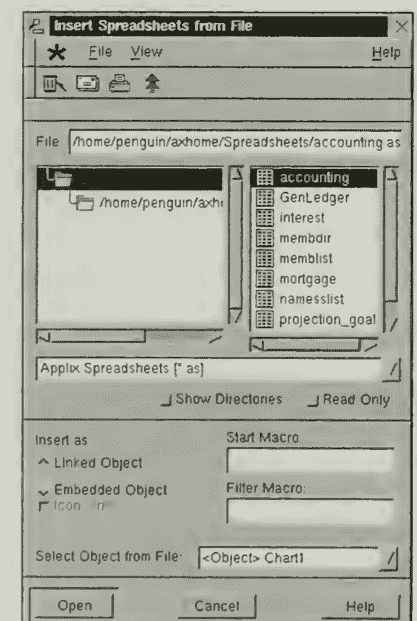 Insert Spreadsheets from File
File View Help
File /home/penguin/axhome/Spreadsheets/accounting as
/home/penguin/axh
accounting
GenLedger
interest
membdir
memblist
mortgage
namesslist
projection_goal
Applix Spreadsheets [* as]
Show Directories Read Only
Insert as
Start Macro
Linked Object
Embedded Object
Filter Macro:
Icon
Select Object from File: <Object> Chart1
Open Cancel Help